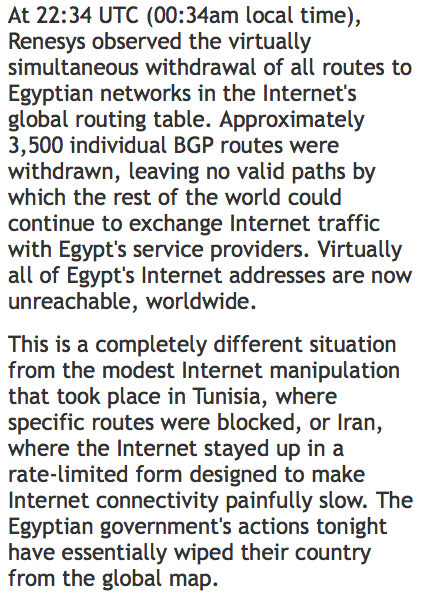 At 22:34 UTC (00:34am local time),
Renesys observed the virtually
simultaneous withdrawal of all routes to
Egyptian networks in the Internet's
global routing table. Approximately
3,500 individual BGP routes were
withdrawn, leaving no valid paths by
which the rest of the world could
continue to exchange Internet traffic
with Egypt's service providers. Virtually
all of Egypt's Internet addresses are now
unreachable, worldwide.
This is a completely different situation
from the modest Internet manipulation
that took place in Tunisia, where
specific routes were blocked, or Iran,
where the Internet stayed up in a
rate-limited form designed to make
Internet connectivity painfully slow. The
Egyptian government's actions tonight
have essentially wiped their country
from the global map.